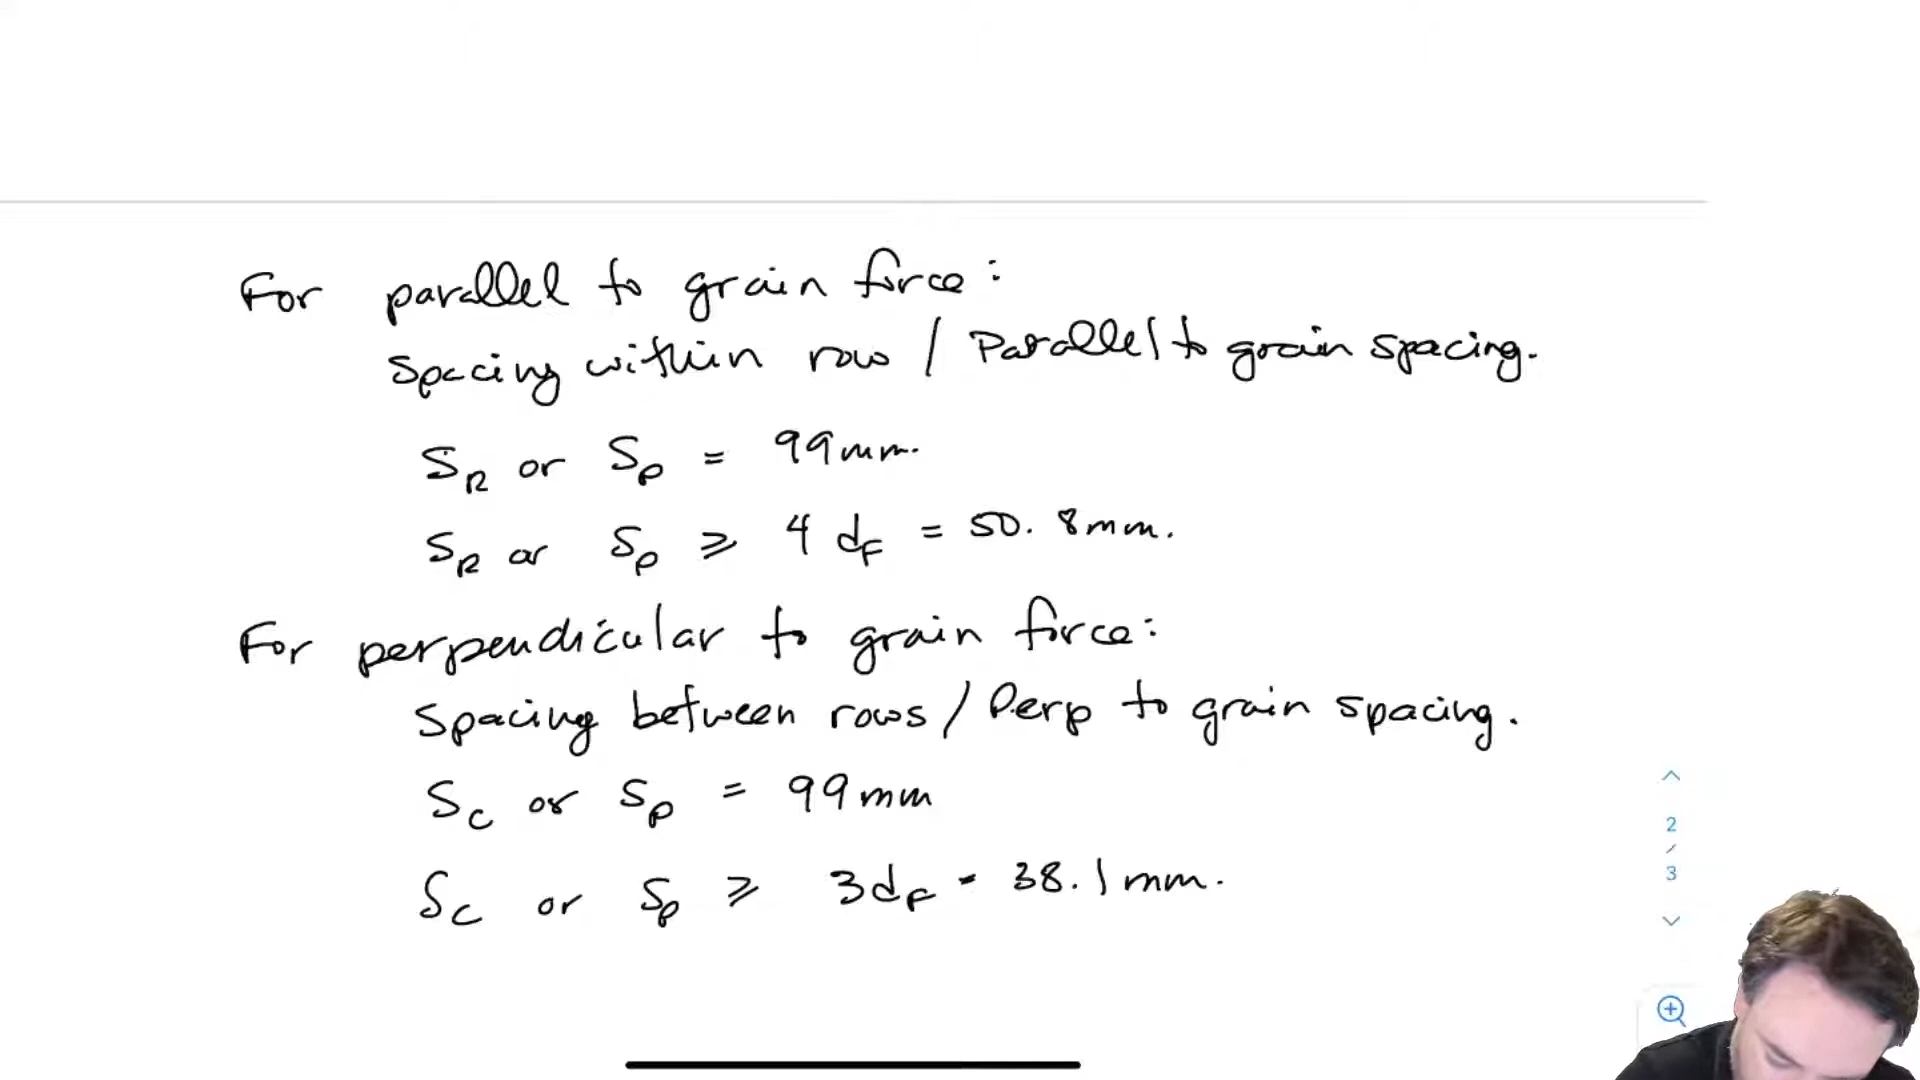 For parallel to grain force:
Spacing within row / Parallel to grain spacing.
SR or Sp = 99mm.
SR or Sp ≥ 4 dF = 50.8mm.
For perpendicular to grain force:
Spacing between rows / Perp to grain spacing.
Sc or Sp = 99mm
2
/
3
Sc or Sp ≥ 3dF - 38.1mm.